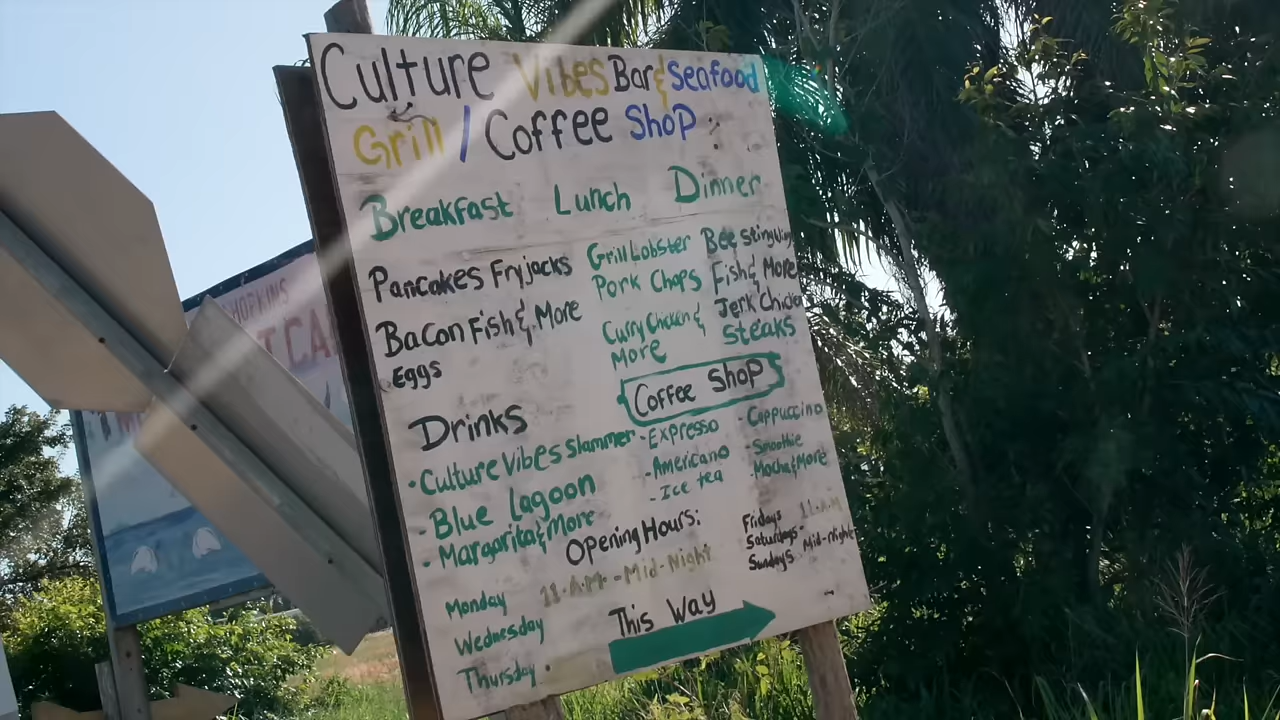 Culture Vibes Bar & Seafood
Grill / Coffee Shop
Breakfast Lunch Dinner
Pancakes Fryjacks
Bacon Fish & More
Eggs
Grill Lobster
Pork Chops
Curry Chicken &
More
Fish & More
Jerk
steaks
Coffee Shop
Drinks
• Culture Vibes Slammer
• Blue Lagoon
• Margarita & More
- Expresso
- Americano
- Ice tea
- Cappuccino
- Smoothie
- Mocha & More
Opening Hours:
Monday 11.A.M. - Mid-Night
Wednesday
Thursday
Fridays 11.A.M
Saturdays - Mid-night
Sundays
This Way
HOPKINS